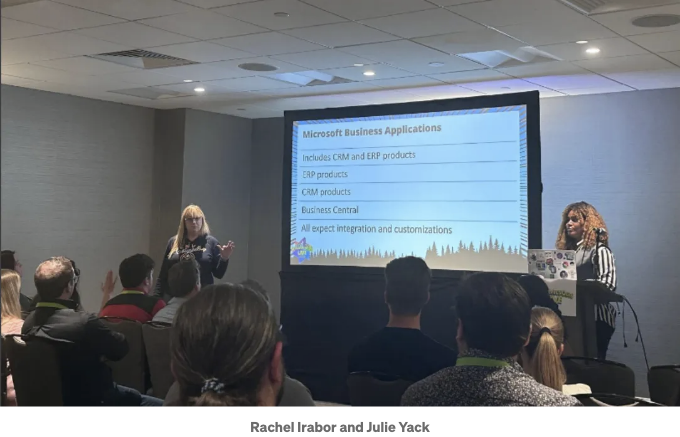 Microsoft Business Applications
Includes CRM and ERP products
ERP products
CRM products
Business Central
All expect integration and customizations
Rachel Irabor and Julie Yack